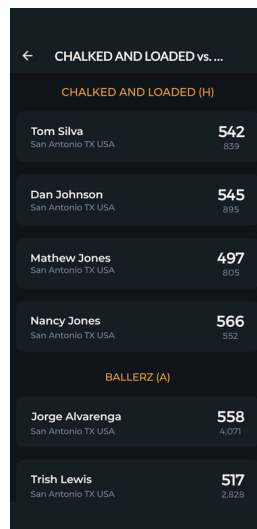 ← CHALKED AND LOADED vs. ...
CHALKED AND LOADED (H)
Tom Silva 542
San Antonio TX USA 839
Dan Johnson 545
San Antonio TX USA 895
Mathew Jones 497
San Antonio TX USA 805
Nancy Jones 566
San Antonio TX USA 552
BALLERZ (A)
Jorge Alvarenga 558
San Antonio TX USA 4,071
Trish Lewis 517
San Antonio TX USA 2,828